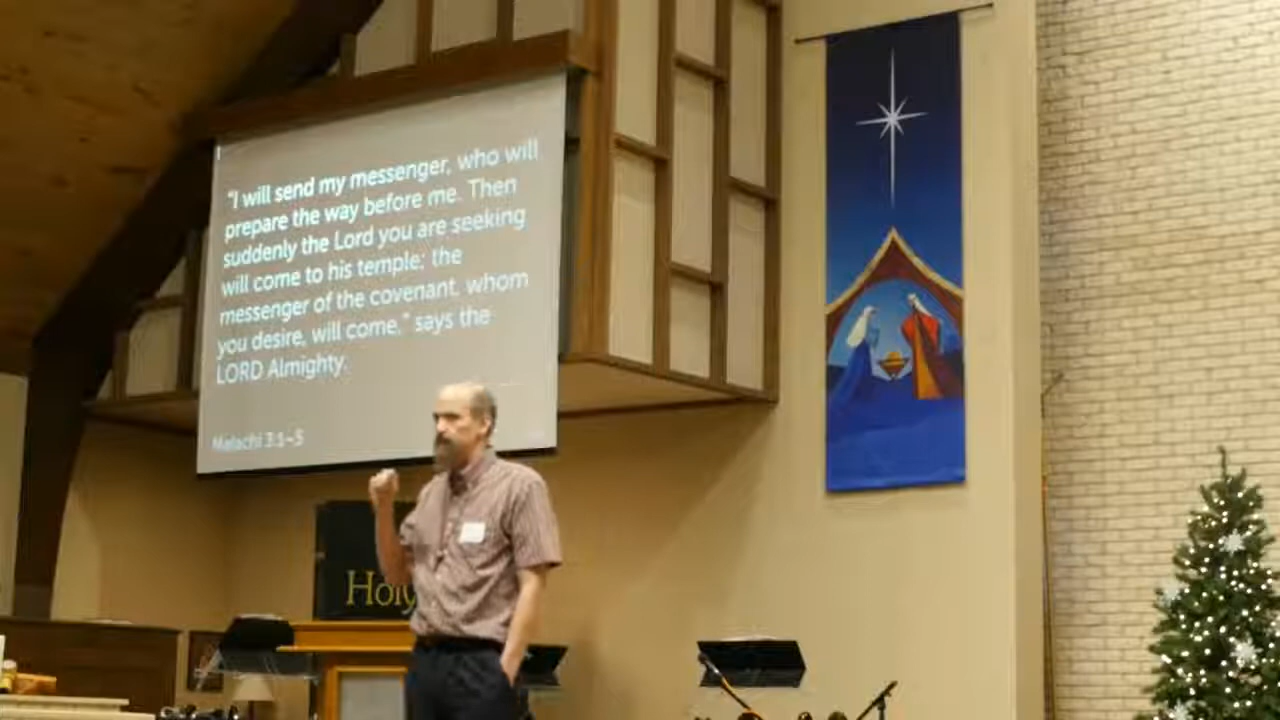 "I will send my messenger, who will
prepare the way before me. Then
suddenly the Lord you are seeking
will come to his temple; the
messenger of the covenant, whom
you desire, will come," says the
LORD Almighty.
Malachi 3:1-5
Holy